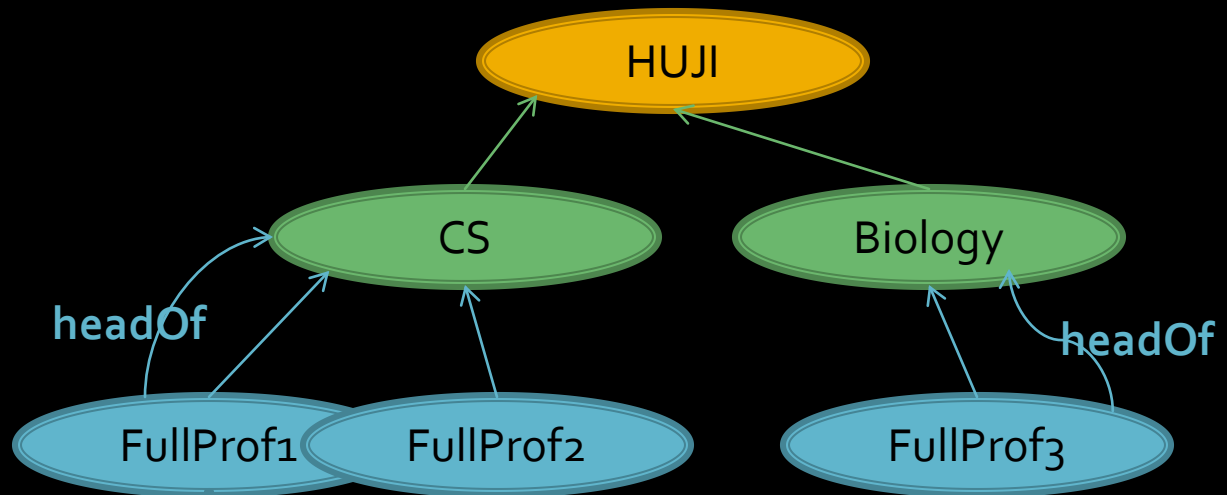 HUJI
CS
Biology
headOf
headOf
FullProf1
FullProf2
FullProf3